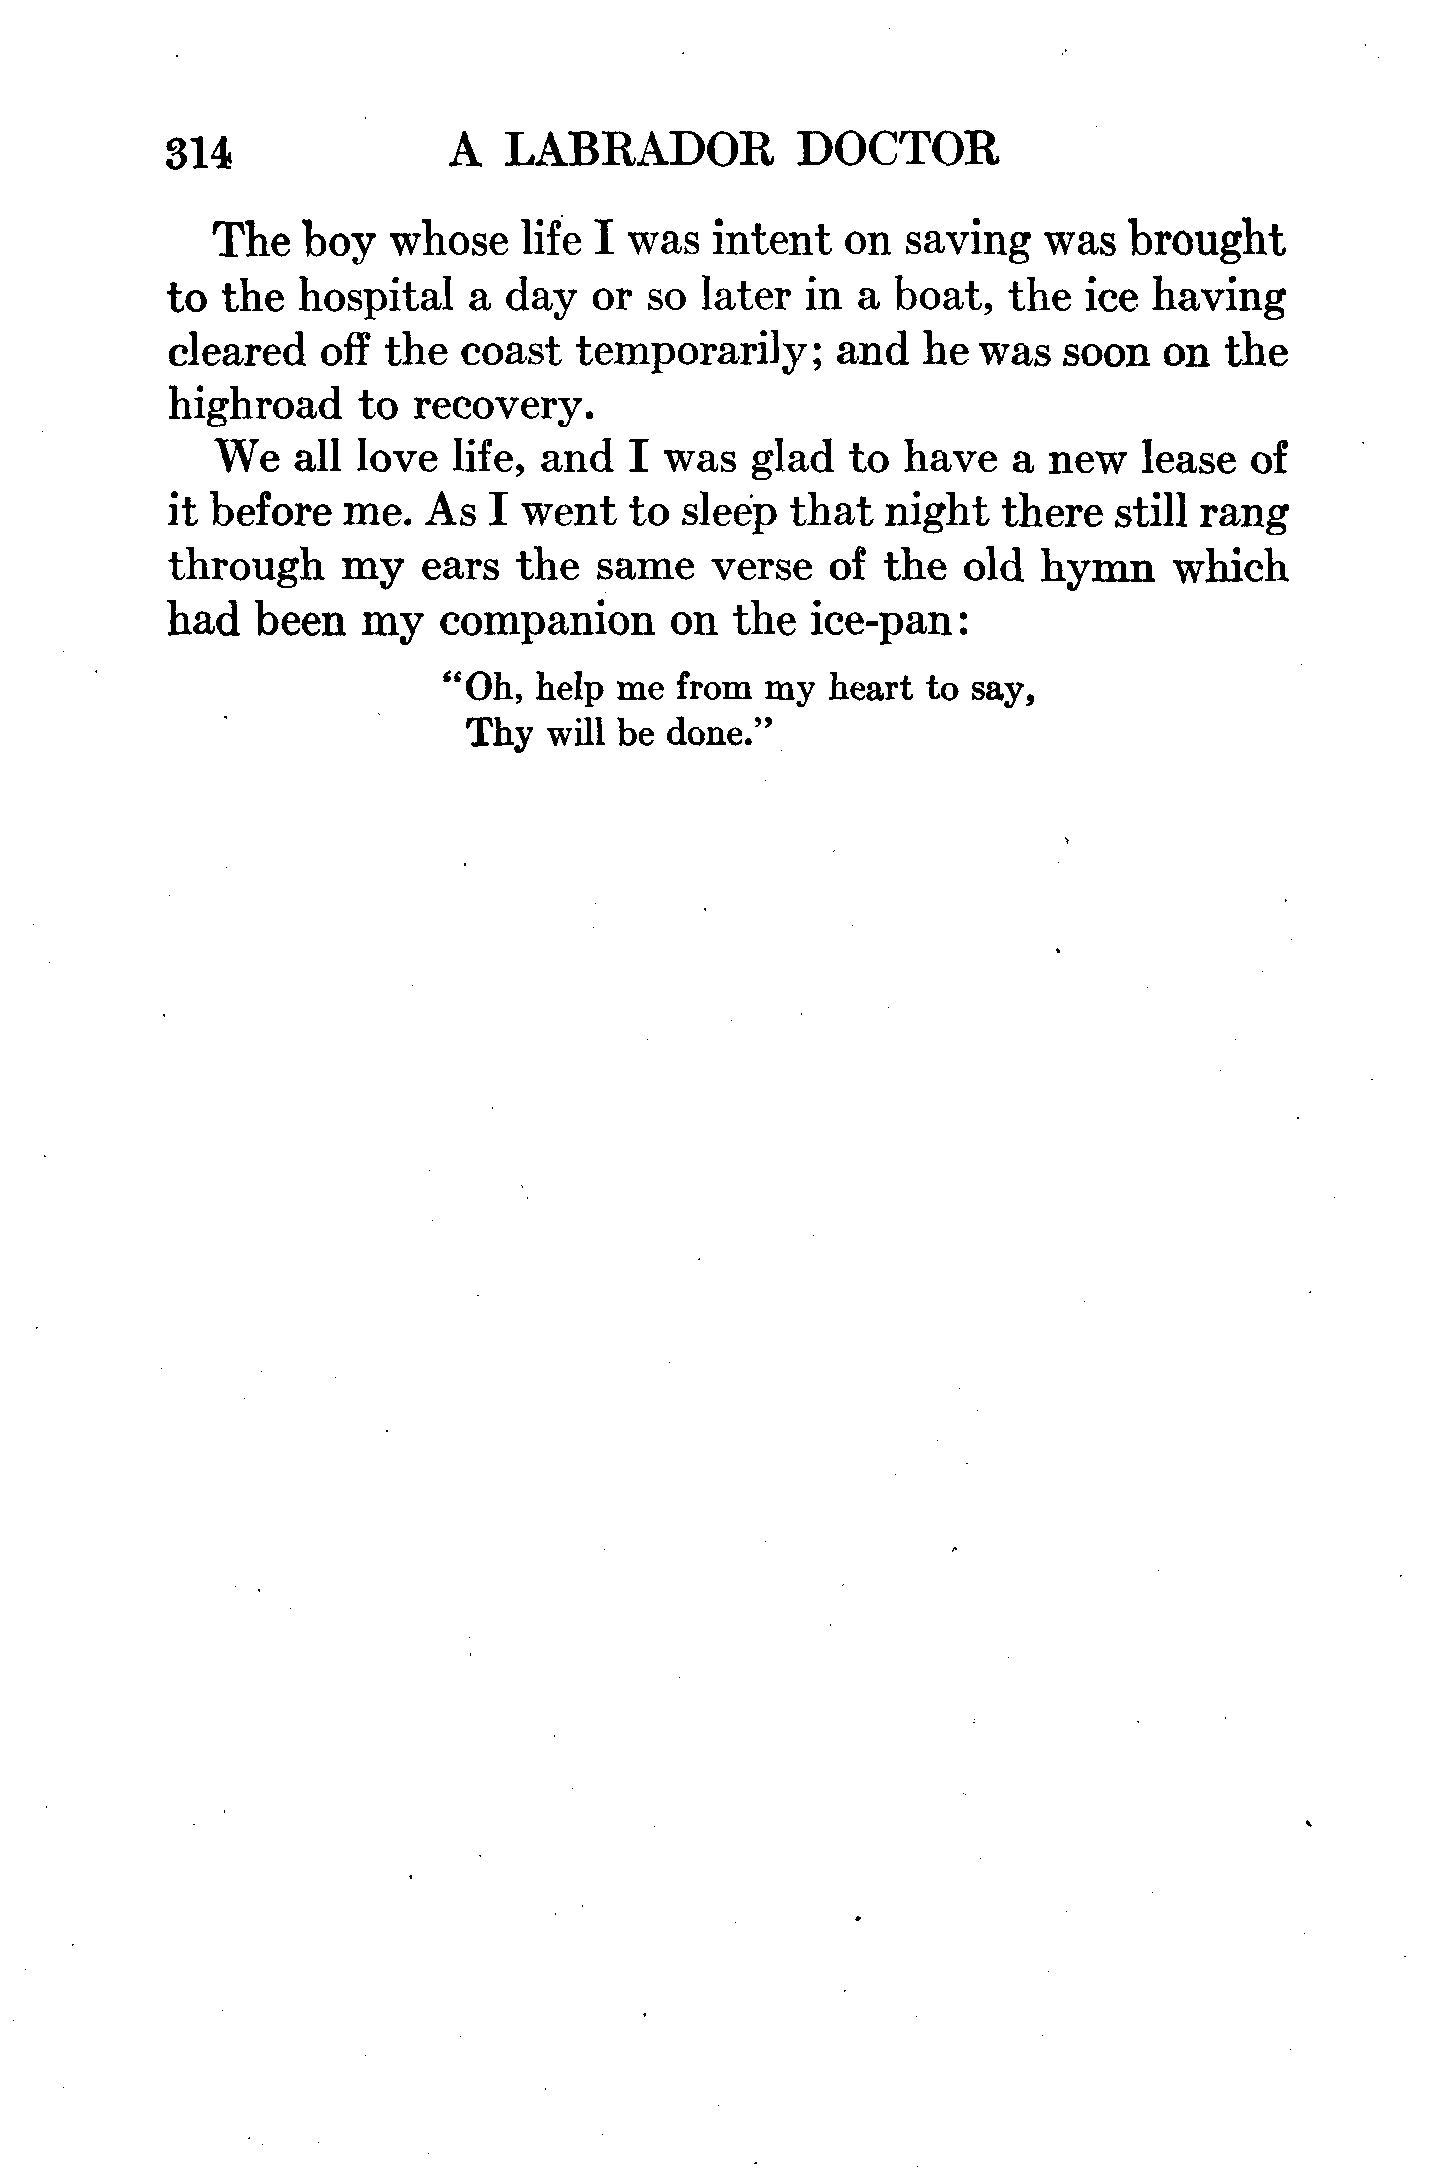 314 A LABRADOR DOCTOR
The boy whose life I was intent on saving was brought
to the hospital a day or so later in a boat, the ice having
cleared off the coast temporarily; and he was soon on the
highroad to recovery.
We all love life, and I was glad to have a new lease of
it before me. As I went to sleep that night there still rang
through my ears the same verse of the old hymn which
had been my companion on the ice-pan:
“Oh, help me from my heart to say,
Thy will be done.”